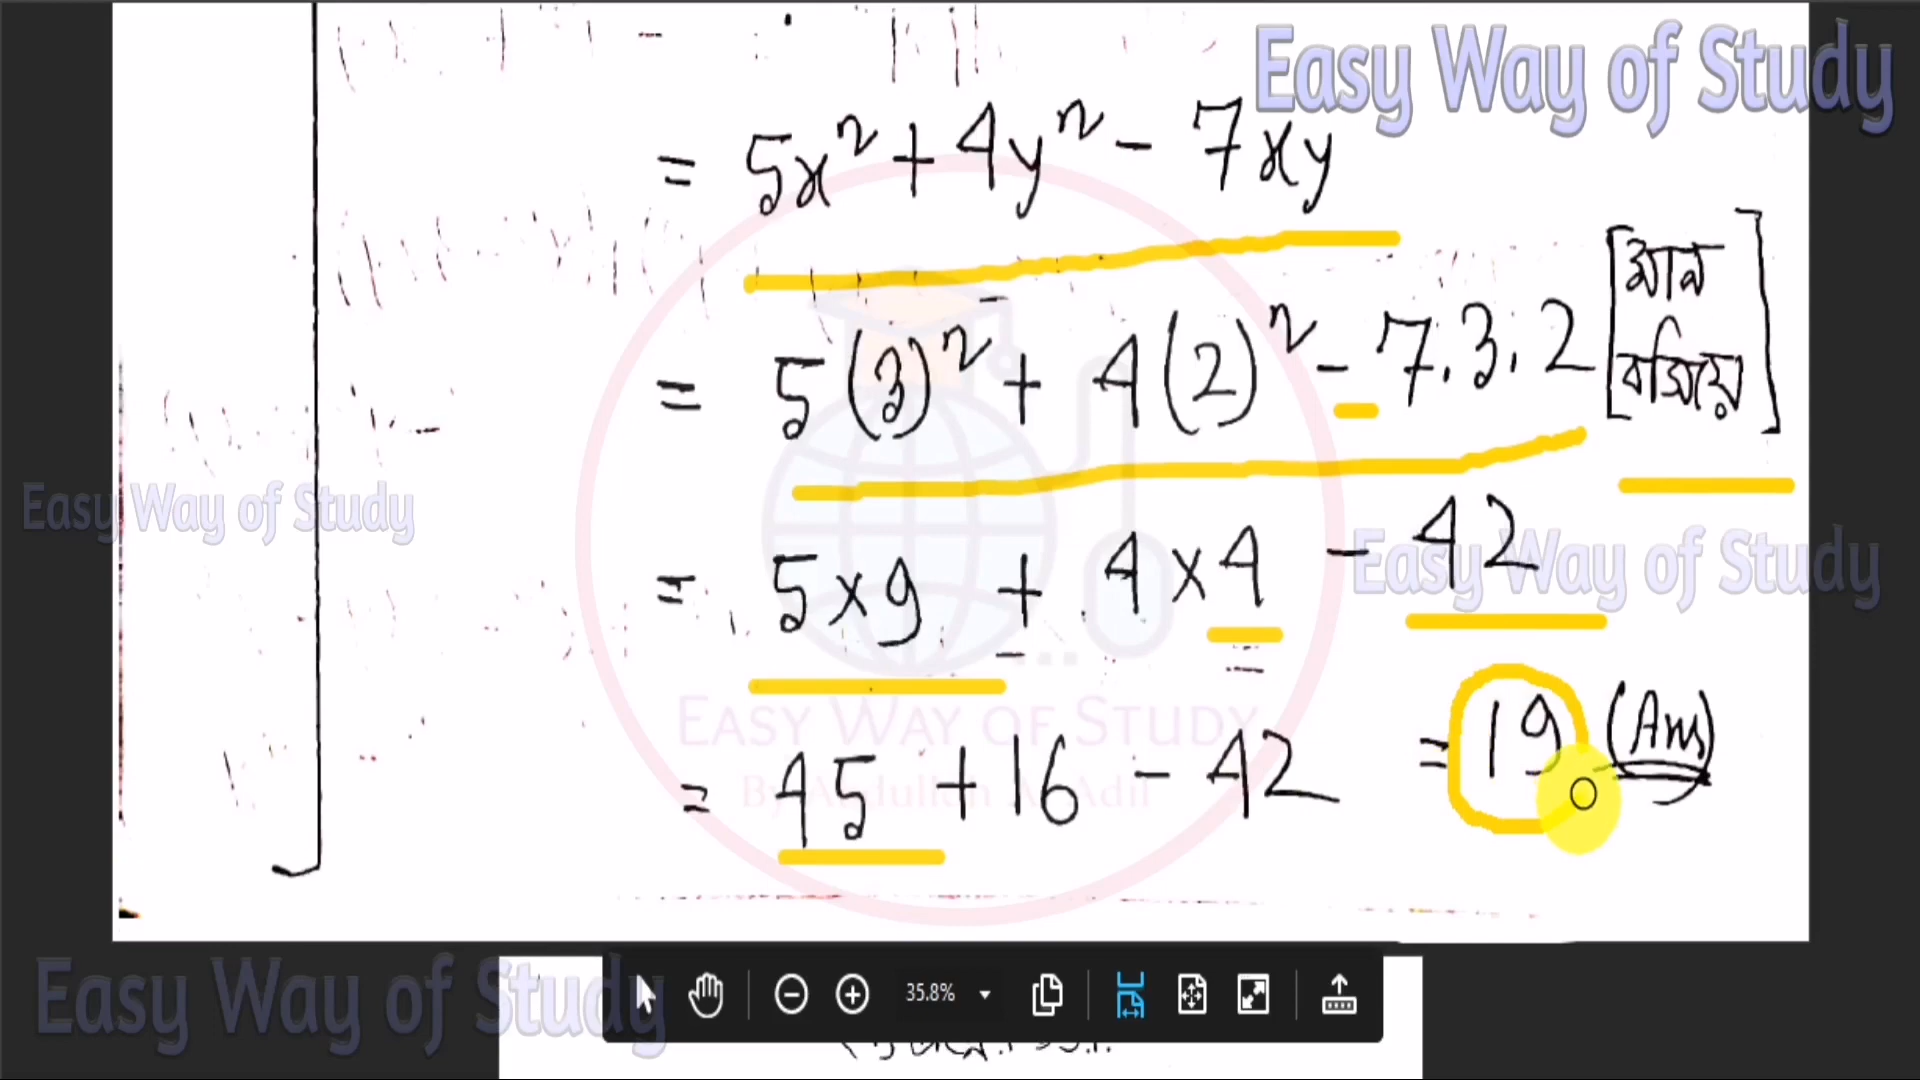 Easy Way of Study
= 5x² + 4y² - 7xy
= 5(3)² + 4(2)² - 7.3.2 [মান বসিয়ে]
Easy Way of Study
= 5×9 + 4×4 - 42
Easy Way of Study
EASY WAY OF STUDY
= 45 + 16 - 42 = 19 (Ans)
Easy Way of Study
35.8%